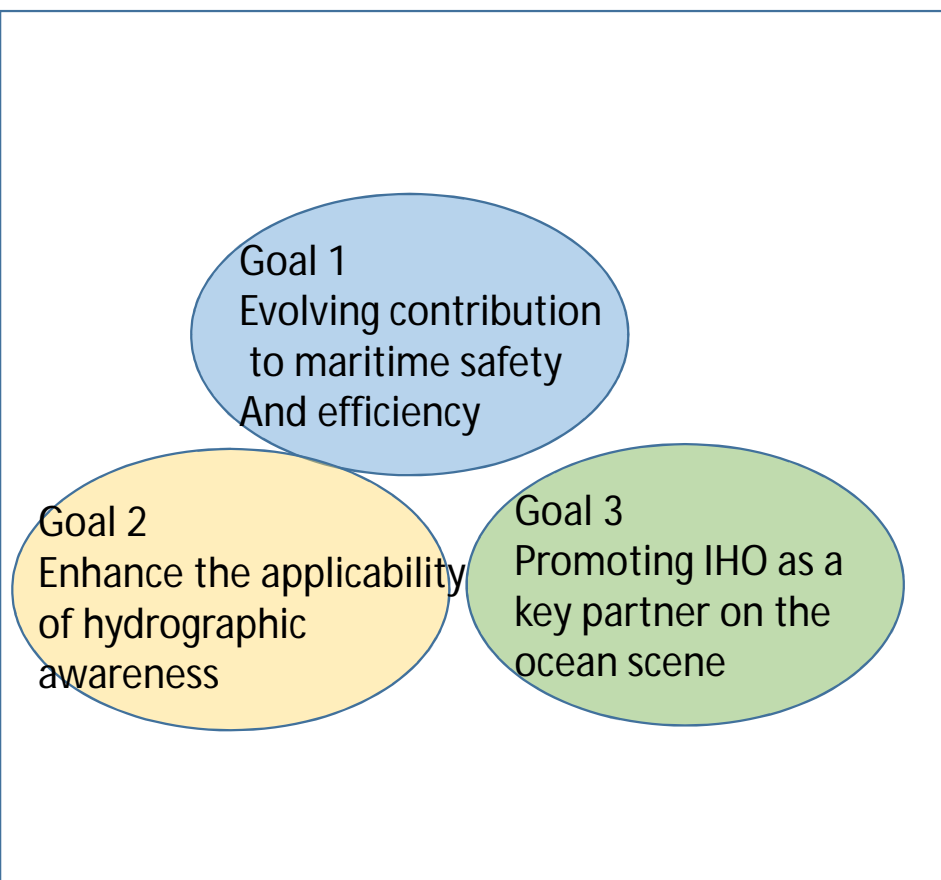 Goal 1
Evolving contribution
to maritime safety
And efficiency
Goal 2
Enhance the applicability
of hydrographic
awareness
Goal 3
Promoting IHO as a
key partner on the
ocean scene